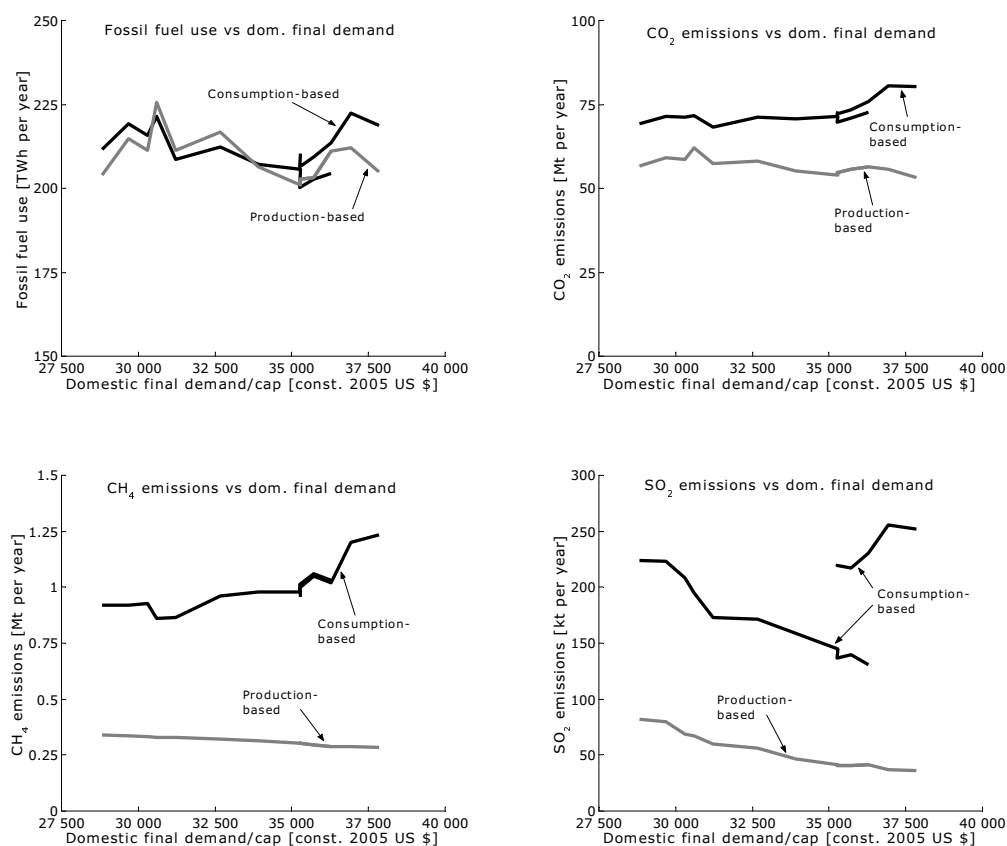 Fossil fuel use vs dom. final demand
Fossil fuel use [TWh per year]
250
225
200
175
150
Consumption-based
Production-based
27 500 30 000 32 500 35 000 37 500 40 000
Domestic final demand/cap [const. 2005 US $]
CO2 emissions vs dom. final demand
CO2 emissions [Mt per year]
100
75
50
25
0
Consumption-
based
Production-
based
27 500 30 000 32 500 35 000 37 500 40 000
Domestic final demand/cap [const. 2005 US $]
CH4 emissions vs dom. final demand
CH4 emissions [Mt per year]
1.5
1.25
1
0.75
0.5
0.25
0
Consumption-
based
Production-
based
27 500 30 000 32 500 35 000 37 500 40 000
Domestic final demand/cap [const. 2005 US $]
SO2 emissions vs dom. final demand
SO2 emissions [kt per year]
300
250
200
150
100
50
0
Consumption-
based
Production-
based
27 500 30 000 32 500 35 000 37 500 40 000
Domestic final demand/cap [const. 2005 US $]